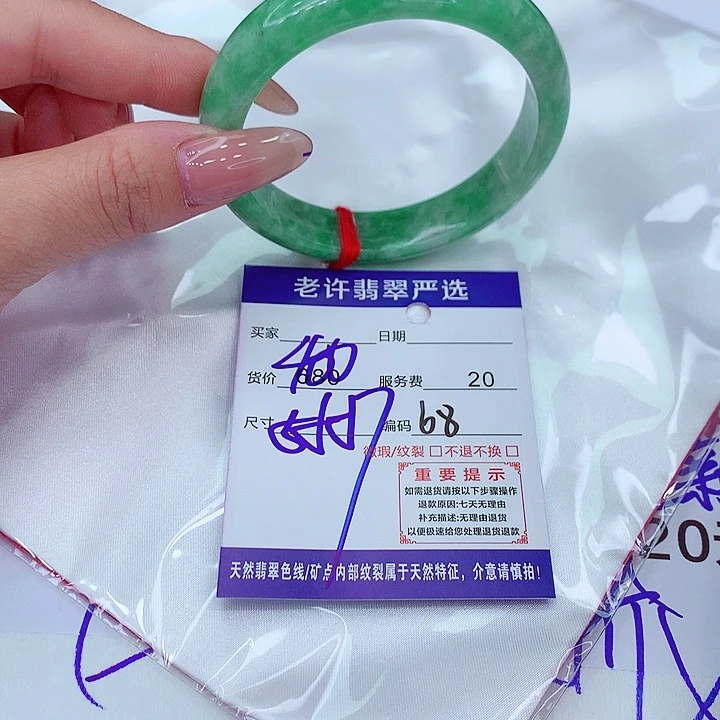 老许翡翠严选
买家 日期
货价 680 服务费 20
尺寸 编码 68
微瑕/纹裂 □ 不退不换 □
重要提示
如需退货请按以下步骤操作
退款原因:七天无理由
补充描述:无理由退货
以便极速给您处理退货退款
天然翡翠色线/矿点内部纹裂属于天然特征，介意请慎拍!
20